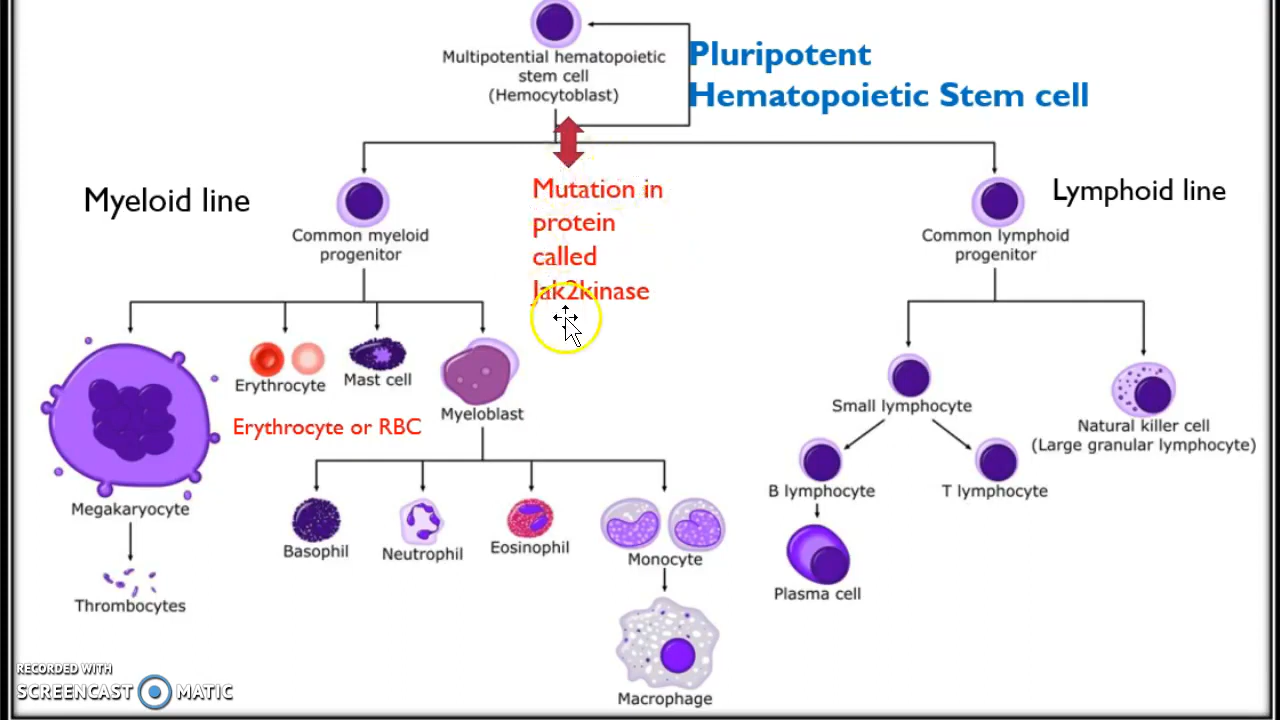 Multipotential hematopoietic
stem cell
(Hemocytoblast)
Pluripotent
Hematopoietic Stem cell
Myeloid line
Mutation in
protein
called
Jak2kinase
Lymphoid line
Common myeloid
progenitor
Common lymphoid
progenitor
Erythrocyte
Mast cell
Myeloblast
Erythrocyte or RBC
Small lymphocyte
Natural killer cell
(Large granular lymphocyte)
B lymphocyte
T lymphocyte
Megakaryocyte
Basophil
Neutrophil
Eosinophil
Monocyte
Plasma cell
Thrombocytes
Macrophage
RECORDED WITH
SCREENCAST MATIC